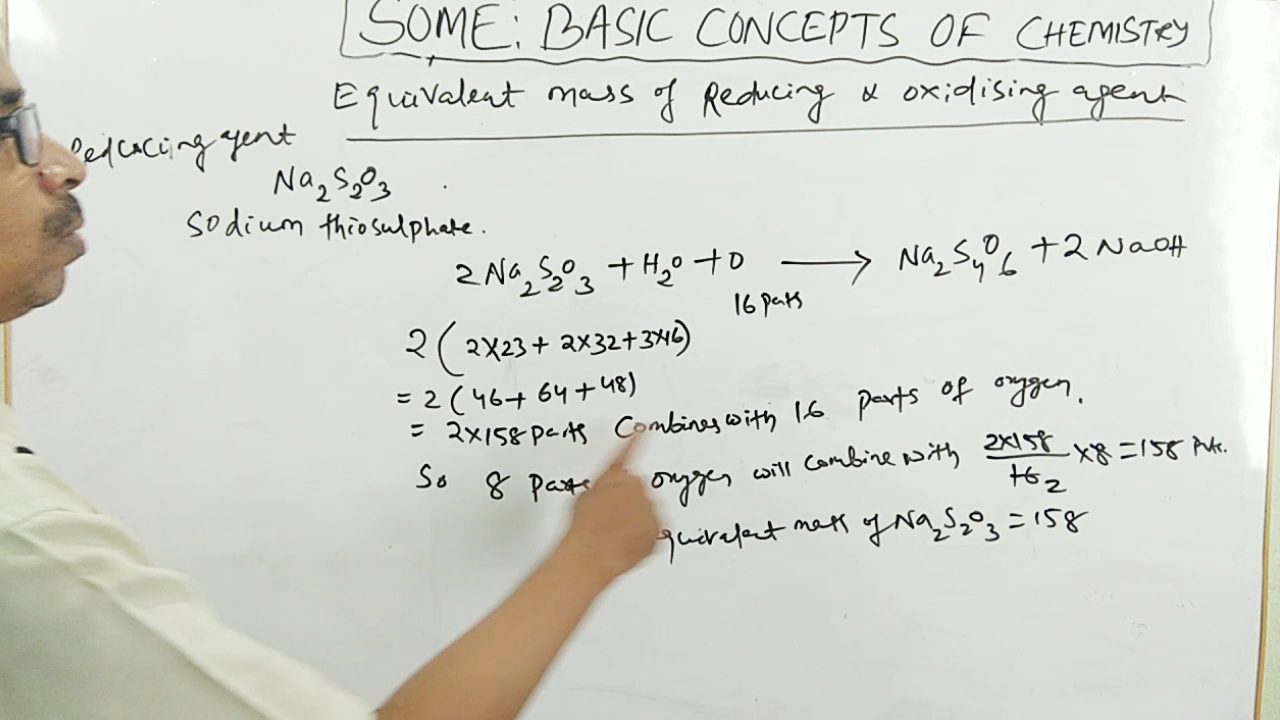 SOME: BASIC CONCEPTS OF CHEMISTRY
Equivalent mass of Reducing & oxidising agent
Reducing agent
Na2S2O3
Sodium thiosulphate.
2Na2S2O3 + H2O + O ⟶ Na2S4O6 + 2NaOH
16 parts
2(2×23 + 2×32 + 3×16)
= 2(46 + 64 + 48)
= 2×158 parts Combines with 16 parts of oxygen.
So 8 parts oxygen will combine with 2×158/16 2 ×8 = 158 Pts.
quivalent mass of Na2S2O3 = 158